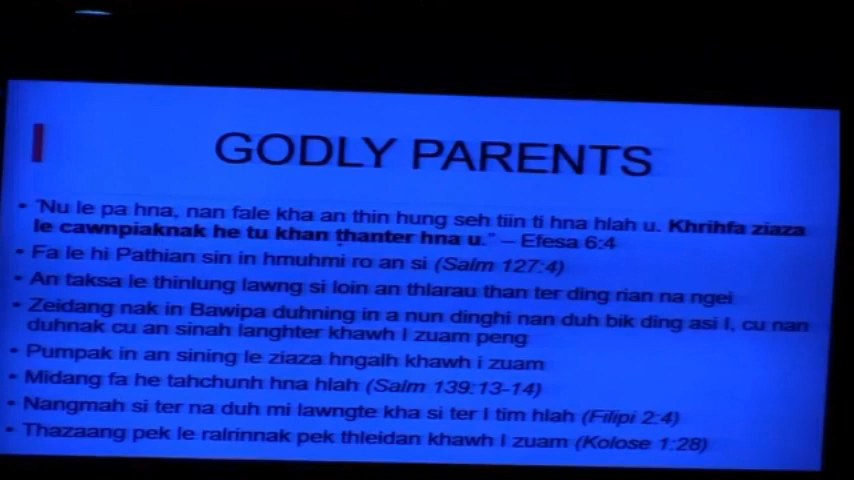 GODLY PARENTS
• "Nu le pa hna, nan fale kha an thin hung seh tiin ti hna hlah u. Khrihfa ziaza
le cawnpiaknak he tu khan ṭhanter hna u." – Efesa 6:4
• Fa le hi Pathian sin in hmuhmi ro an si (Salm 127:4)
• An taksa le thinlung lawng si loin an thlarau than ter ding rian na ngei
• Zeidang nak in Bawipa duhning in a nun dinghi nan duh bik ding asi I, cu nan
duhnak cu an sinah langhter khawh I zuam peng
• Pumpak in an sining le ziaza hngalh khawh i zuam
• Midang fa he tahchunh hna hlah (Salm 139:13-14)
• Nangmah si ter na duh mi lawngte kha si ter I tim hlah (Filipi 2:4)
• Thazaang pek le ralrinnak pek thleidan khawh I zuam (Kolose 1:28)